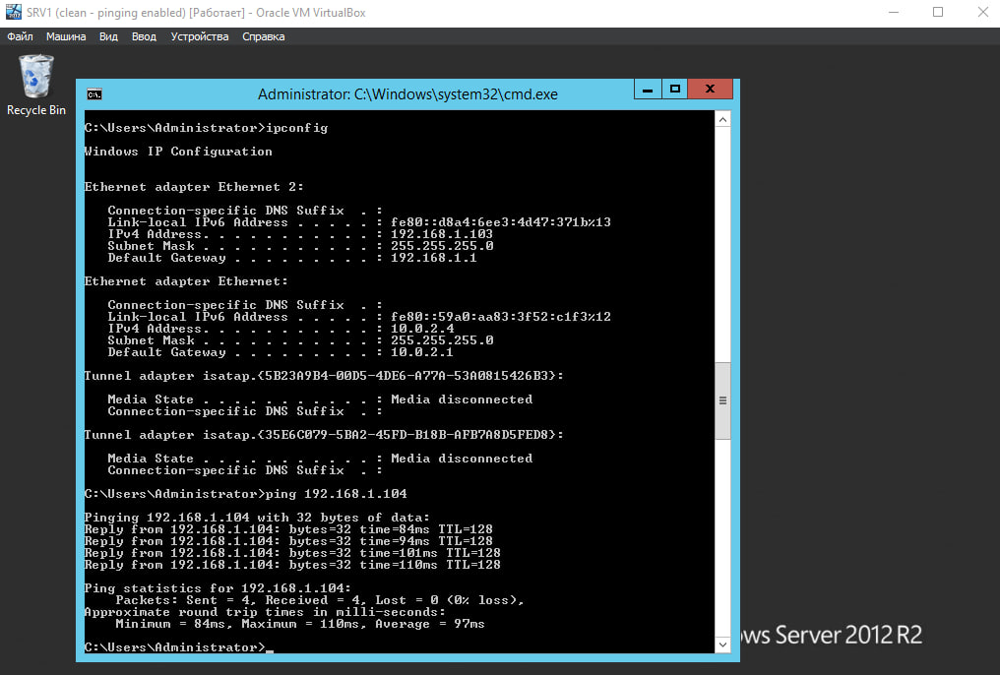 SRV1 (clean - pinging enabled) [Работает] - Oracle VM VirtualBox
Файл Машина Вид Ввод Устройства Справка
Recycle Bin
Administrator: C:\Windows\system32\cmd.exe
C:\Users\Administrator>ipconfig
Windows IP Configuration
Ethernet adapter Ethernet 2:
Connection-specific DNS Suffix . :
Link-local IPv6 Address . . . . . : fe80::d8a4:6ee3:4d47:371b%13
IPv4 Address. . . . . . . . . . . : 192.168.1.103
Subnet Mask . . . . . . . . . . . : 255.255.255.0
Default Gateway . . . . . . . . . : 192.168.1.1
Ethernet adapter Ethernet:
Connection-specific DNS Suffix . :
Link-local IPv6 Address . . . . . : fe80::59a0:aa83:3f52:c1f3%12
IPv4 Address. . . . . . . . . . . : 10.0.2.4
Subnet Mask . . . . . . . . . . . : 255.255.255.0
Default Gateway . . . . . . . . . : 10.0.2.1
Tunnel adapter isatap.{5B23A9B4-00D5-4DE6-A77A-53A0815426B3}:
Media State . . . . . . . . . . . : Media disconnected
Connection-specific DNS Suffix . :
Tunnel adapter isatap.{35E6C079-5BA2-45FD-B18B-AFB7A8D5FED8}:
Media State . . . . . . . . . . . : Media disconnected
Connection-specific DNS Suffix . :
C:\Users\Administrator>ping 192.168.1.104
Pinging 192.168.1.104 with 32 bytes of data:
Reply from 192.168.1.104: bytes=32 time=84ms TTL=128
Reply from 192.168.1.104: bytes=32 time=94ms TTL=128
Reply from 192.168.1.104: bytes=32 time=101ms TTL=128
Reply from 192.168.1.104: bytes=32 time=110ms TTL=128
Ping statistics for 192.168.1.104:
Packets: Sent = 4, Received = 4, Lost = 0 (0% loss),
Approximate round trip times in milli-seconds:
Minimum = 84ms, Maximum = 110ms, Average = 97ms
C:\Users\Administrator>_
ows Server 2012 R2